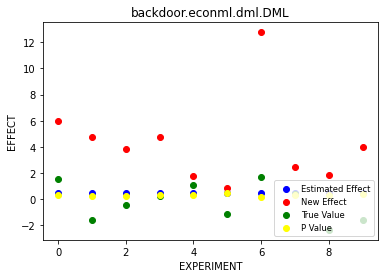 backdoor.econml.dml.DML
EFFECT
12
10
8
6
4
2
0
−2
Estimated Effect
New Effect
True Value
P Value
0
2
4
6
8
EXPERIMENT